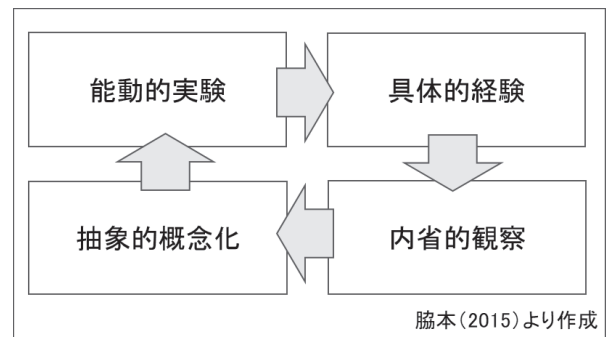 能動的実験
具体的経験
抽象的概念化
内省的観察
脇本(2015)より作成